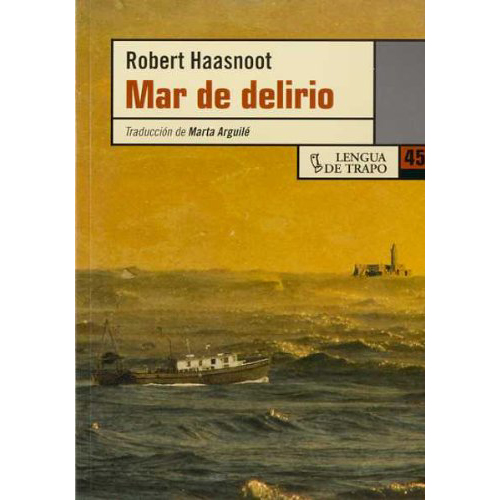 Robert Haasnoot
Mar de delirio
Traducción de Marta Arguilé
LENGUA
DE TRAPO
45